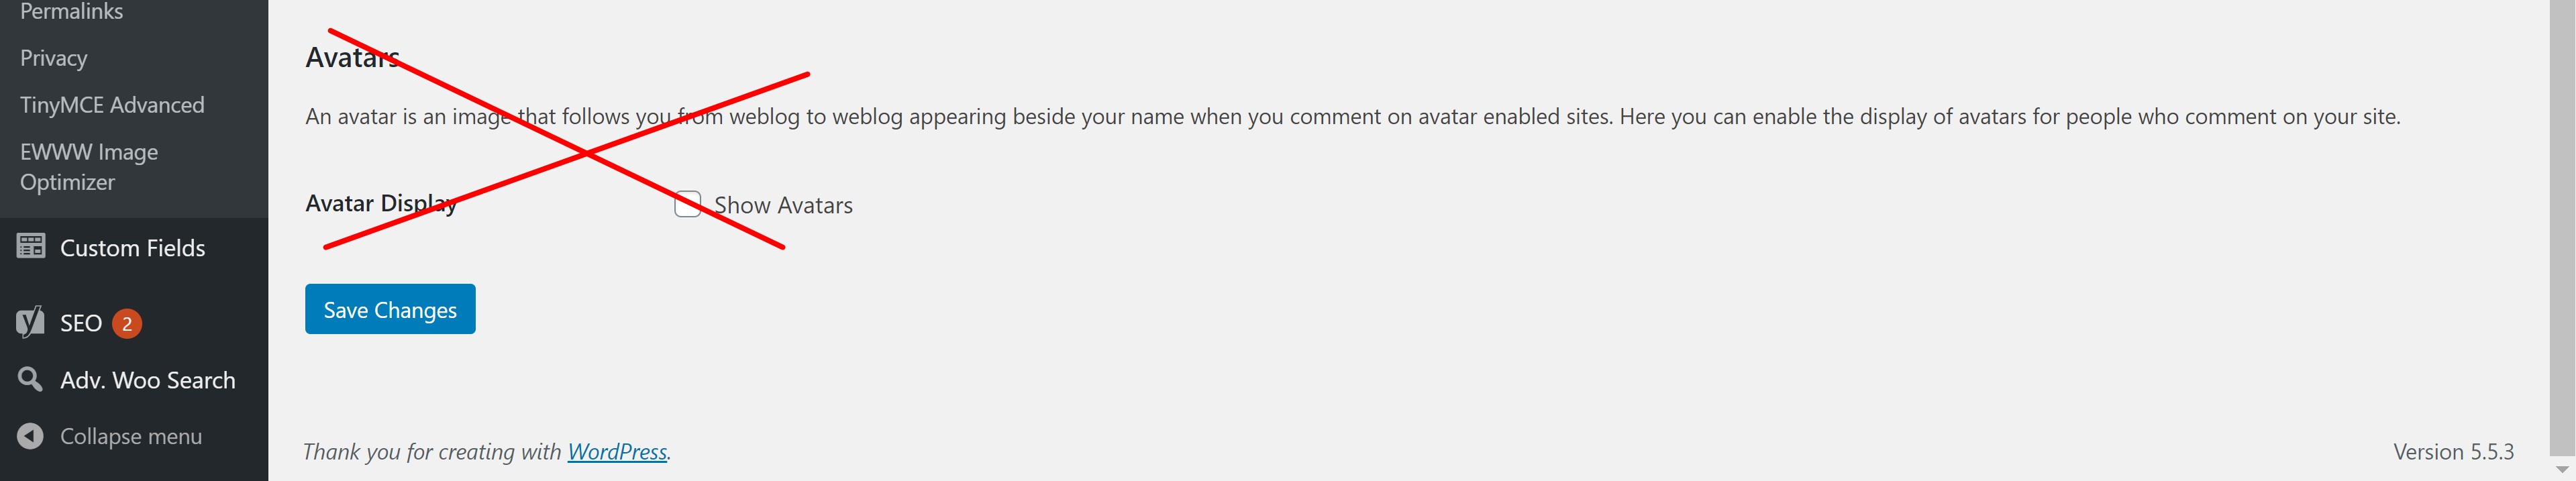 Permalinks
Privacy
TinyMCE Advanced
EWWW Image
Optimizer
Custom Fields
SEO 2
Adv. Woo Search
Collapse menu
Avatars
An avatar is an image that follows you from weblog to weblog appearing beside your name when you comment on avatar enabled sites. Here you can enable the display of avatars for people who comment on your site.
Avatar Display
Show Avatars
Save Changes
Thank you for creating with WordPress.
Version 5.5.3